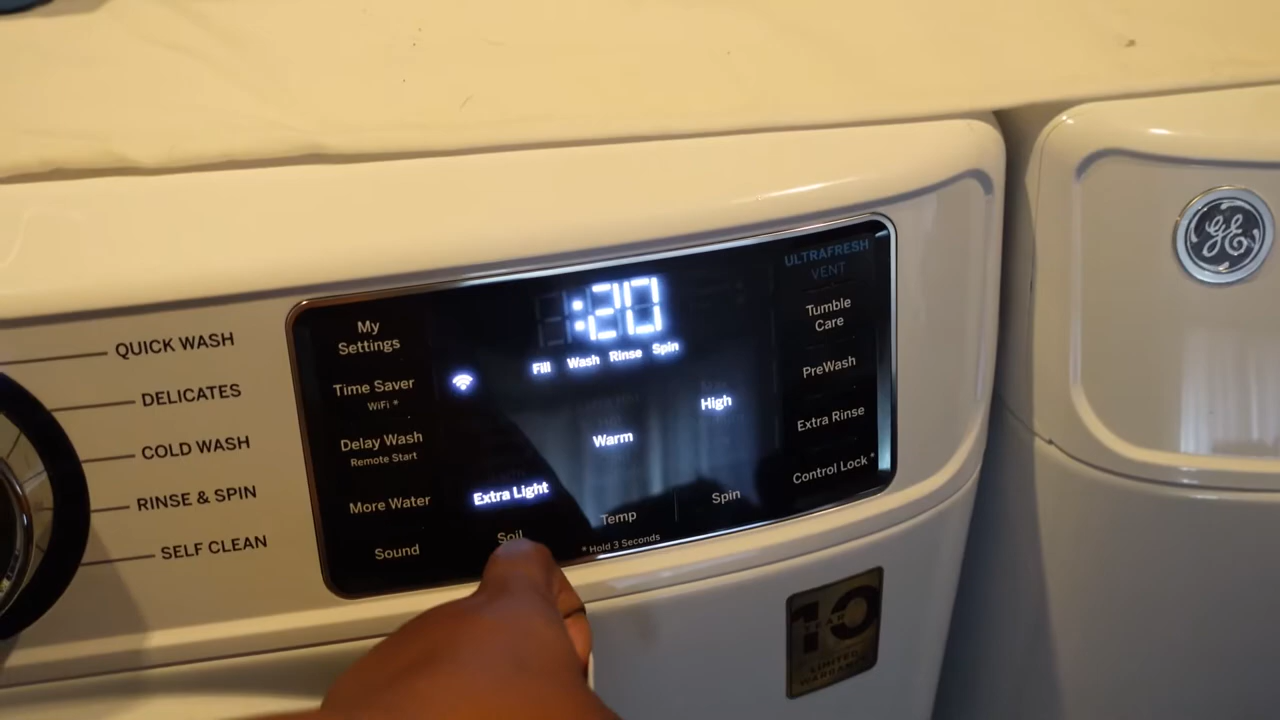 QUICK WASH
DELICATES
COLD WASH
RINSE & SPIN
SELF CLEAN
My
Settings
Time Saver
WiFi *
Delay Wash
Remote Start
More Water
Sound
:20
Fill Wash Rinse Spin
High
Warm
Extra Light
Soil
Temp
Spin
* Hold 3 Seconds
ULTRAFRESH
VENT
Tumble
Care
PreWash
Extra Rinse
Control Lock *
GE
10
YEAR
LIMITED
WARRANTY